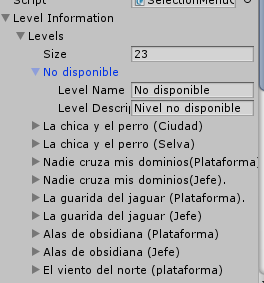 Script SelectionMenu
Level Information
Levels
Size 23
No disponible
Level Name No disponible
Level Descrip Nivel no disponible
La chica y el perro (Ciudad)
La chica y el perro (Selva)
Nadie cruza mis dominios(Plataforma)
Nadie cruza mis dominios(Jefe).
La guarida del jaguar (Plataforma).
La guarida del jaguar (Jefe)
Alas de obsidiana (Plataforma)
Alas de obsidiana (Jefe)
El viento del norte (plataforma)